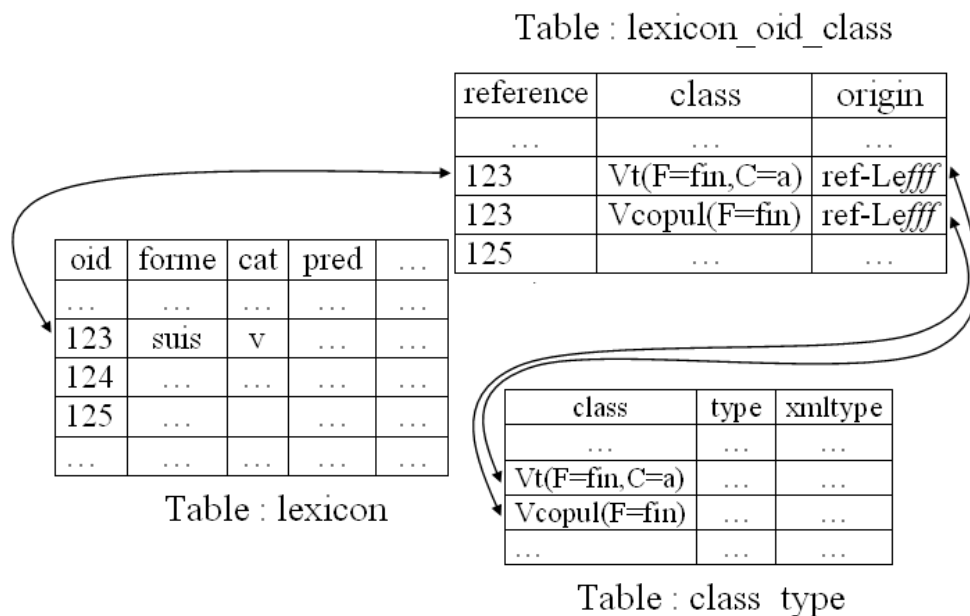 Table : lexicon_oid_class
reference class origin
… … …
123 Vt(F=fin,C=a) ref-Lefff
123 Vcopul(F=fin) ref-Lefff
125 … …
oid forme cat pred …
… … … … …
123 suis v … …
124 … … … …
125 … … … …
… … … … …
Table : lexicon
class type xmltype
… … …
Vt(F=fin,C=a) … …
Vcopul(F=fin) … …
… … …
Table : class_type